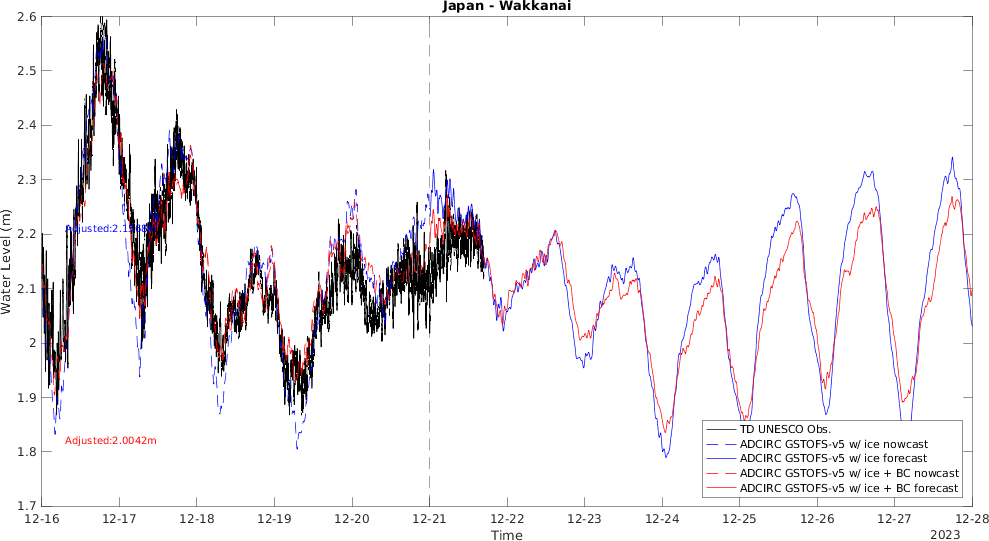 Japan - Wakkanai
Water Level (m)
2.6
2.5
2.4
2.3
2.2
2.1
2
1.9
1.8
1.7
Adjusted:2.0042m
TD UNESCO Obs.
ADCIRC GSTOFS-v5 w/ ice nowcast
ADCIRC GSTOFS-v5 w/ ice forecast
ADCIRC GSTOFS-v5 w/ ice + BC nowcast
ADCIRC GSTOFS-v5 w/ ice + BC forecast
12-16 12-17 12-18 12-19 12-20 12-21 12-22 12-23 12-24 12-25 12-26 12-27 12-28
Time
2023